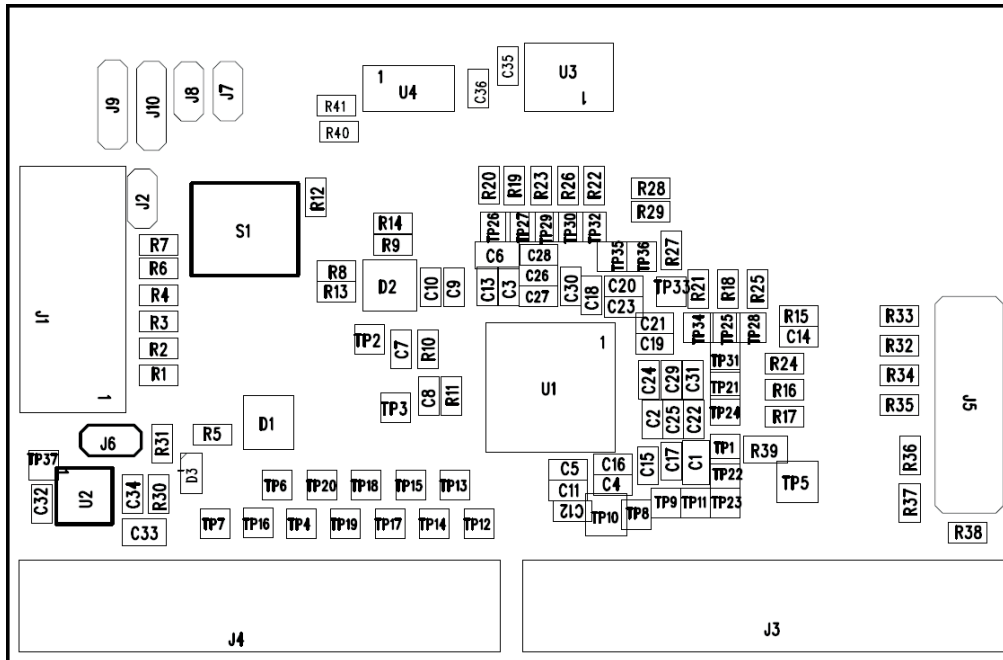 J9
J10
J8
J7
1
U4
C36
C35
U3
1
R41
R40
J1
1
J2
S1
R12
R7
R6
R4
R3
R2
R1
R14
R9
R8
R13
D2
C10
C9
R20
R19
R23
R26
R22
R28
R29
TP26
TP27
TP29
TP30
TP32
TP35
TP36
R27
C6
C28
C26
C27
C13
C3
C30
C18
C20
C23
TP33
R21
R18
R25
C21
C19
TP34
TP25
TP28
R15
C14
TP2
C7
R10
TP3
C8
R11
1
U1
TP31
TP21
TP24
R24
R16
R17
C24
C29
C31
C2
C25
C22
R33
R32
R34
R35
J5
D1
R5
J6
R31
D3
1
TP37
1
U2
C32
C34
R30
C33
TP6
TP20
TP18
TP15
TP13
TP7
TP16
TP4
TP19
TP17
TP14
TP12
C5
C11
C12
C16
C4
C15
C17
C1
TP1
TP22
TP23
R39
TP5
TP10
TP8
TP9
TP11
R36
R37
R38
J4
J3